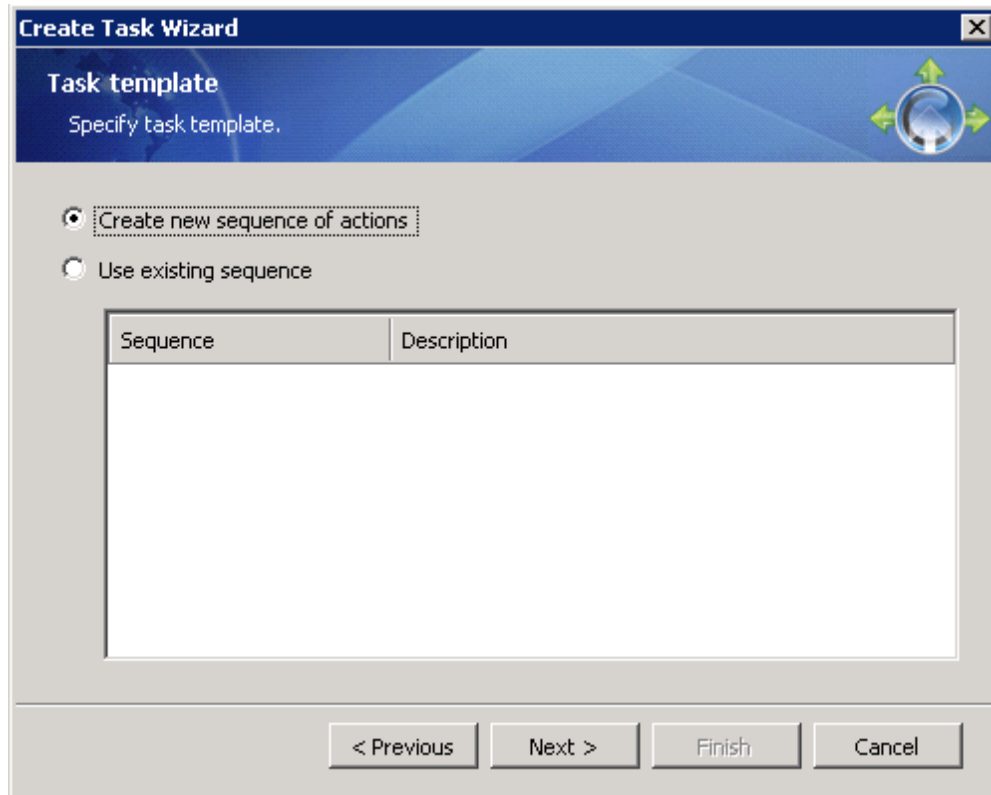 Create Task Wizard
Task template
Specify task template.
Create new sequence of actions
Use existing sequence
Sequence Description
< Previous Next > Finish Cancel